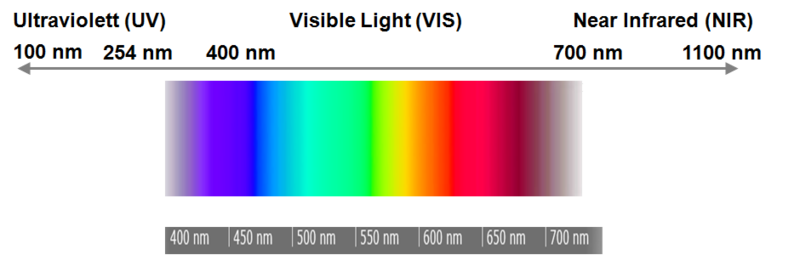 Ultraviolett (UV) Visible Light (VIS) Near Infrared (NIR)
100 nm 254 nm 400 nm 700 nm 1100 nm
400 nm 450 nm 500 nm 550 nm 600 nm 650 nm 700 nm